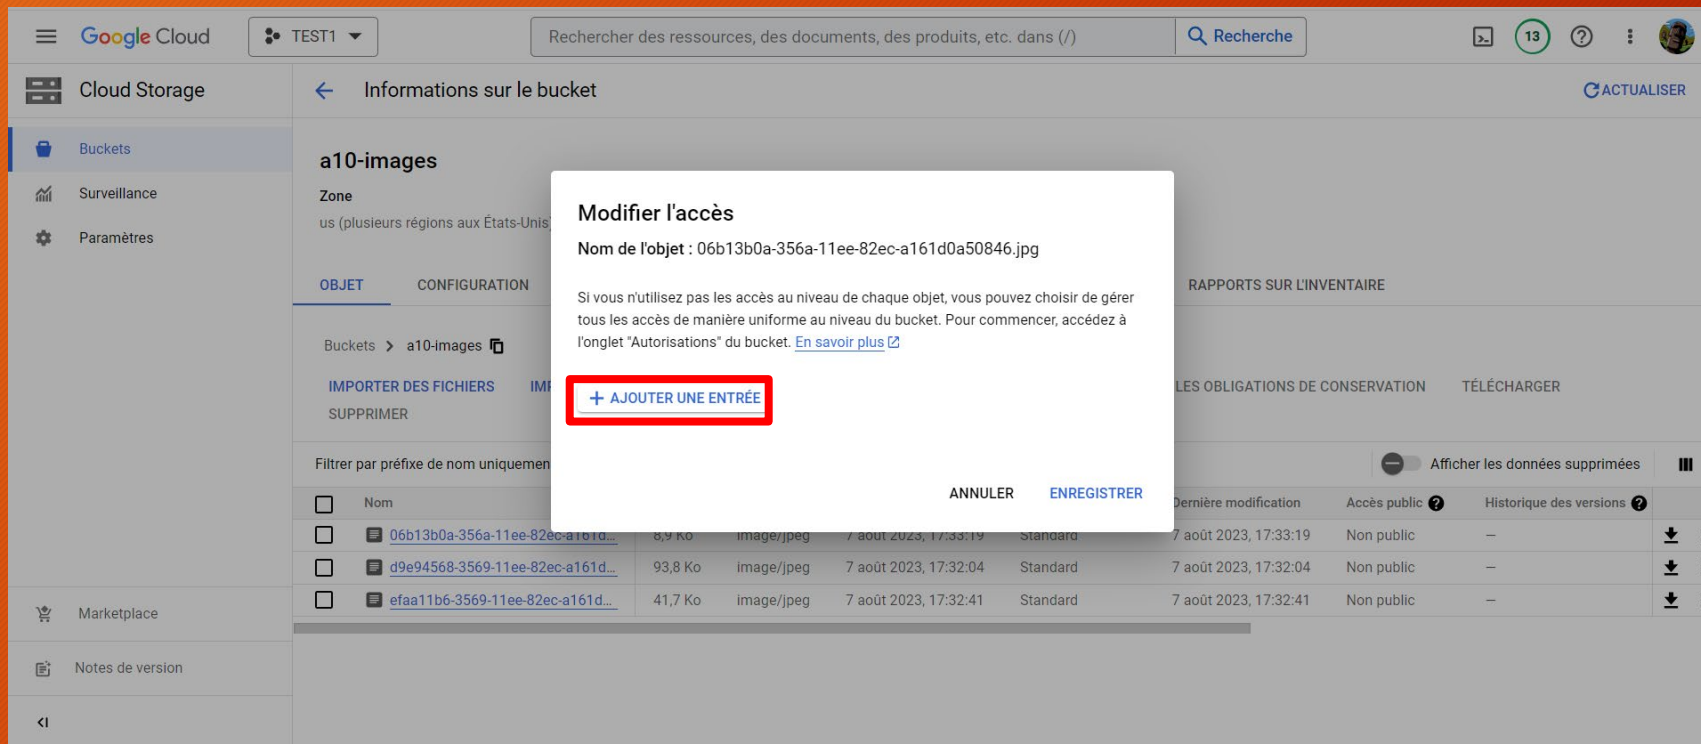 Google Cloud
TEST1
Rechercher des ressources, des documents, des produits, etc. dans (/)
Recherche
13
Cloud Storage
Informations sur le bucket
ACTUALISER
Buckets
Surveillance
Paramètres
a10-images
Zone
us (plusieurs régions aux États-Unis)
OBJET
CONFIGURATION
RAPPORTS SUR L'INVENTAIRE
Buckets > a10-images
IMPORTER DES FICHIERS
LES OBLIGATIONS DE CONSERVATION
TÉLÉCHARGER
SUPPRIMER
Modifier l'accès
Nom de l'objet : 06b13b0a-356a-11ee-82ec-a161d0a50846.jpg
Si vous n'utilisez pas les accès au niveau de chaque objet, vous pouvez choisir de gérer
tous les accès de manière uniforme au niveau du bucket. Pour commencer, accédez à
l'onglet "Autorisations" du bucket. En savoir plus
+ AJOUTER UNE ENTRÉE
ANNULER
ENREGISTRER
Filtrer par préfixe de nom uniquemen
Afficher les données supprimées
Nom
Dernière modification
Accès public
Historique des versions
06b13b0a-356a-11ee-82ec-a161d... 8,9 Ko image/jpeg 7 août 2023, 17:33:19 Standard 7 août 2023, 17:33:19 Non public —
d9e94568-3569-11ee-82ec-a161d... 93,8 Ko image/jpeg 7 août 2023, 17:32:04 Standard 7 août 2023, 17:32:04 Non public —
efaa11b6-3569-11ee-82ec-a161d... 41,7 Ko image/jpeg 7 août 2023, 17:32:41 Standard 7 août 2023, 17:32:41 Non public —
Marketplace
Notes de version